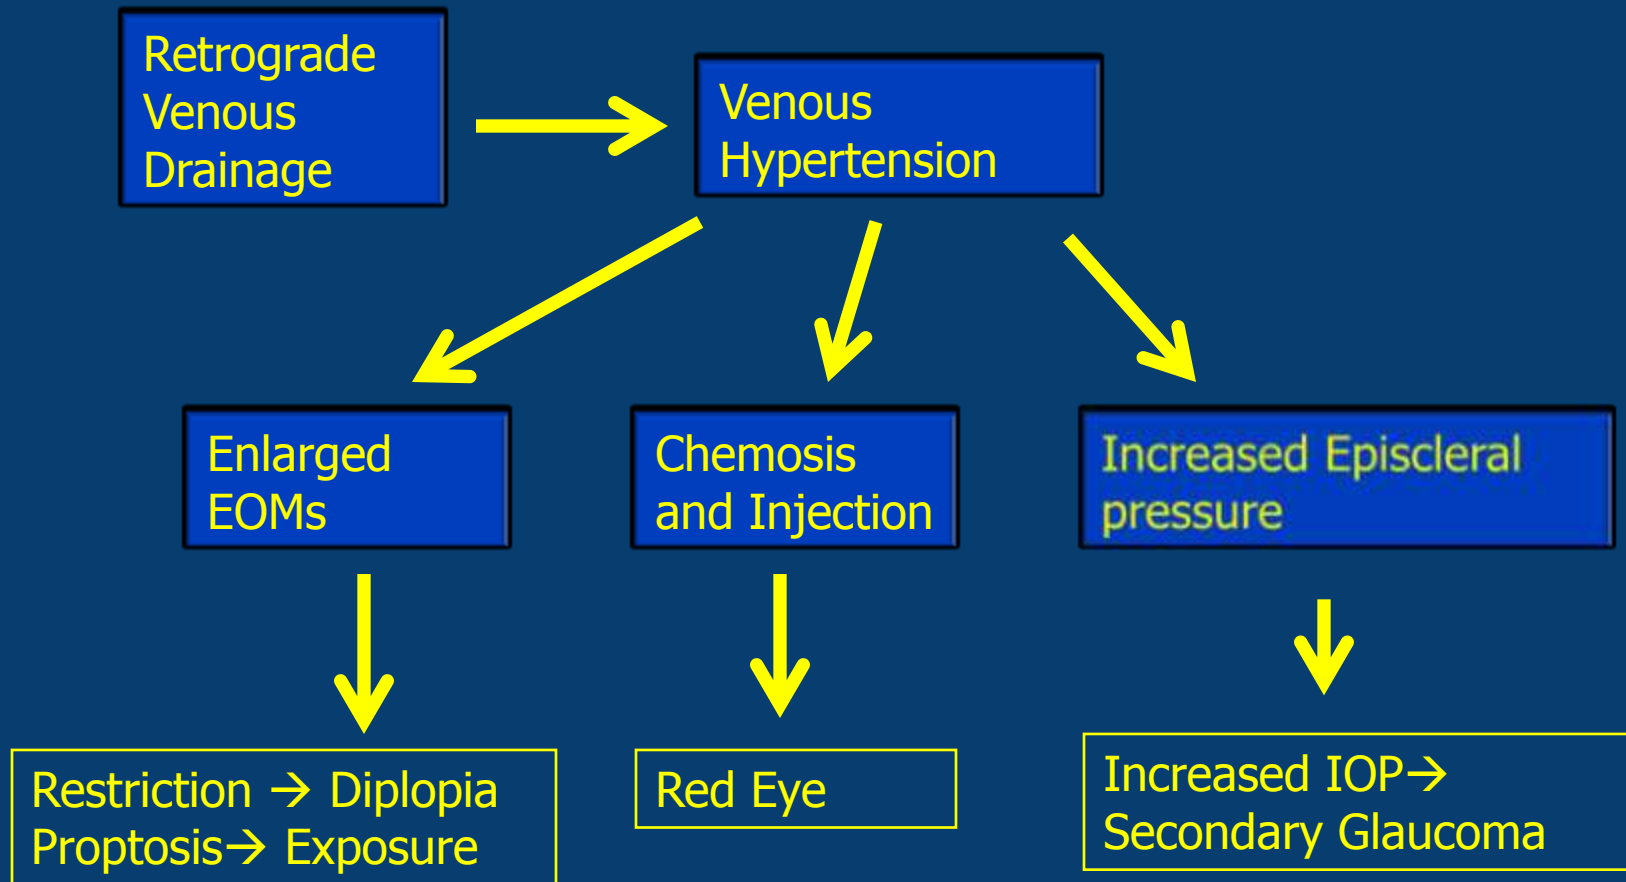 Retrograde
Venous
Drainage
Venous
Hypertension
Enlarged
EOMs
Chemosis
and Injection
Increased Episcleral
pressure
Restriction → Diplopia
Proptosis→ Exposure
Red Eye
Increased IOP→
Secondary Glaucoma